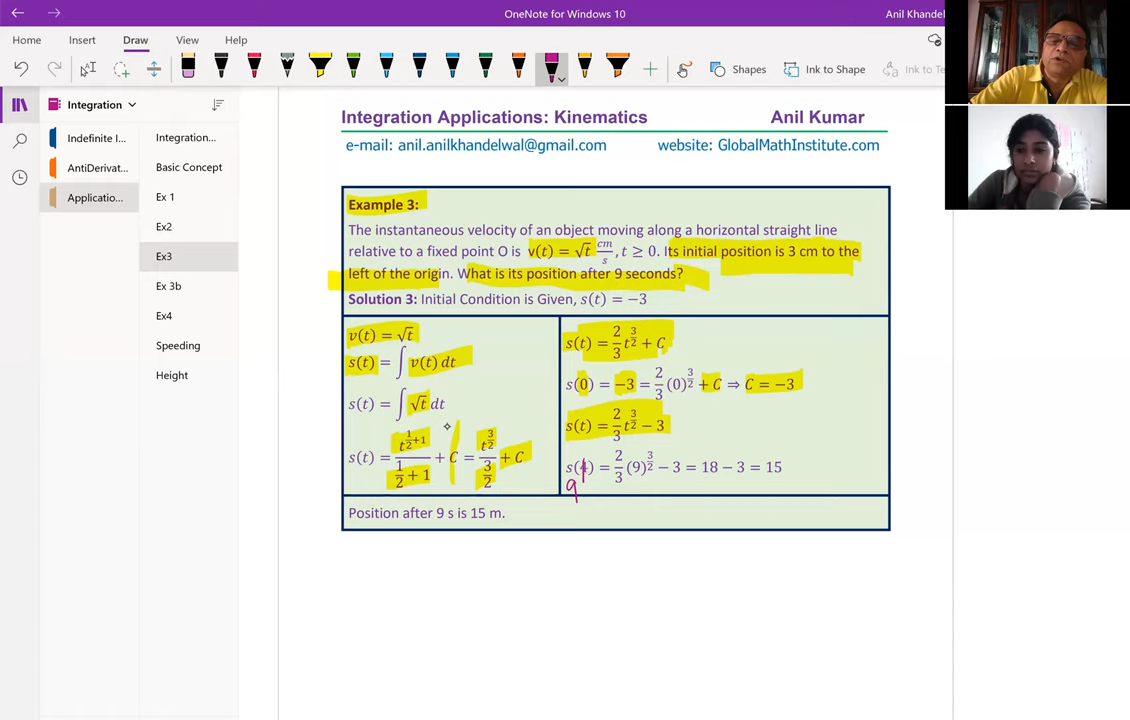 OneNote for Windows 10
Anil Khandel
Home Insert Draw View Help
Shapes Ink to Shape Ink to Te
Integration
Indefinite I...
AntiDerivat...
Applicatio...
Integration...
Basic Concept
Ex 1
Ex2
Ex3
Ex 3b
Ex4
Speeding
Height
Integration Applications: Kinematics Anil Kumar
e-mail: anil.anilkhandelwal@gmail.com website: GlobalMathInstitute.com
Example 3:
The instantaneous velocity of an object moving along a horizontal straight line
relative to a fixed point O is v(t) = √t cm/s, t ≥ 0. Its initial position is 3 cm to the
left of the origin. What is its position after 9 seconds?
Solution 3: Initial Condition is Given, s(t) = −3
v(t) = √t
s(t) = ∫ v(t) dt
s(t) = ∫ √t dt
s(t) = t^(1/2+1)/(1/2+1) + C = t^(3/2)/(3/2) + C
s(t) = 2/3 t^(3/2) + C
s(0) = −3 = 2/3 (0)^(3/2) + C ⇒ C = −3
s(t) = 2/3 t^(3/2) − 3
s(4) = 2/3 (9)^(3/2) − 3 = 18 − 3 = 15
9
Position after 9 s is 15 m.